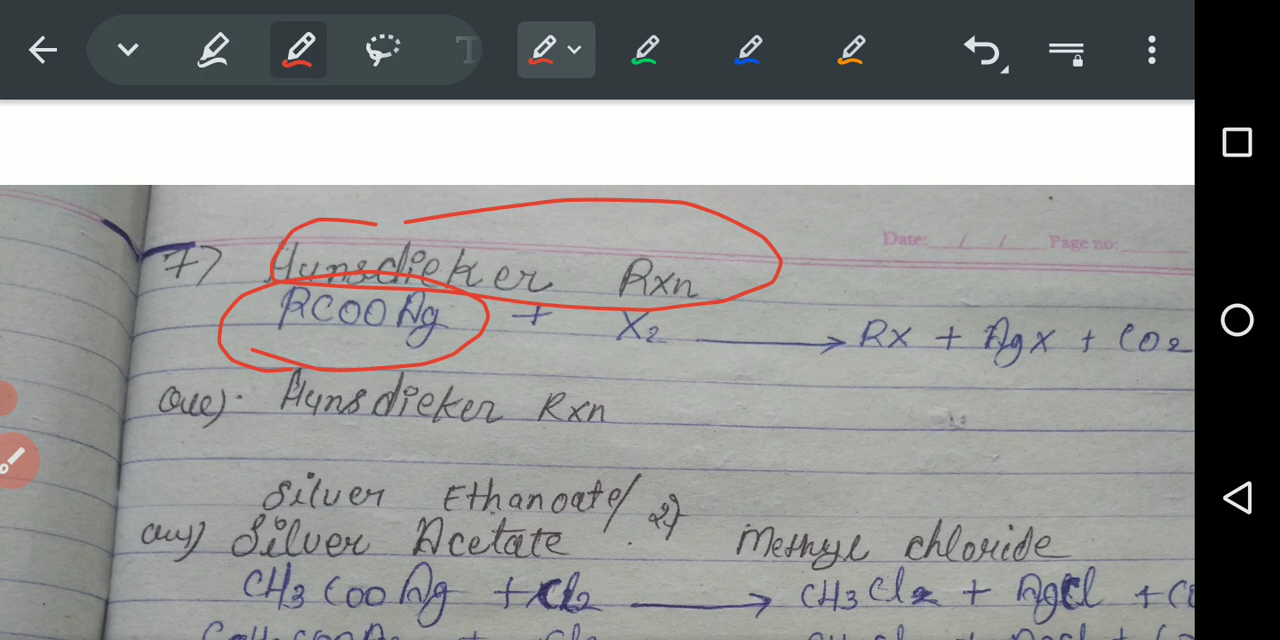 T
Date: / / Page no:
7) Hunsdieker Rxn
RCOOAg + X2 → RX + AgX + CO2
Que). Hunsdieker Rxn
Silver Ethanoate/
ans) Silver Acetate 2) Methyl chloride
CH3COOAg + Cl2 → CH3Cl + AgCl + CO